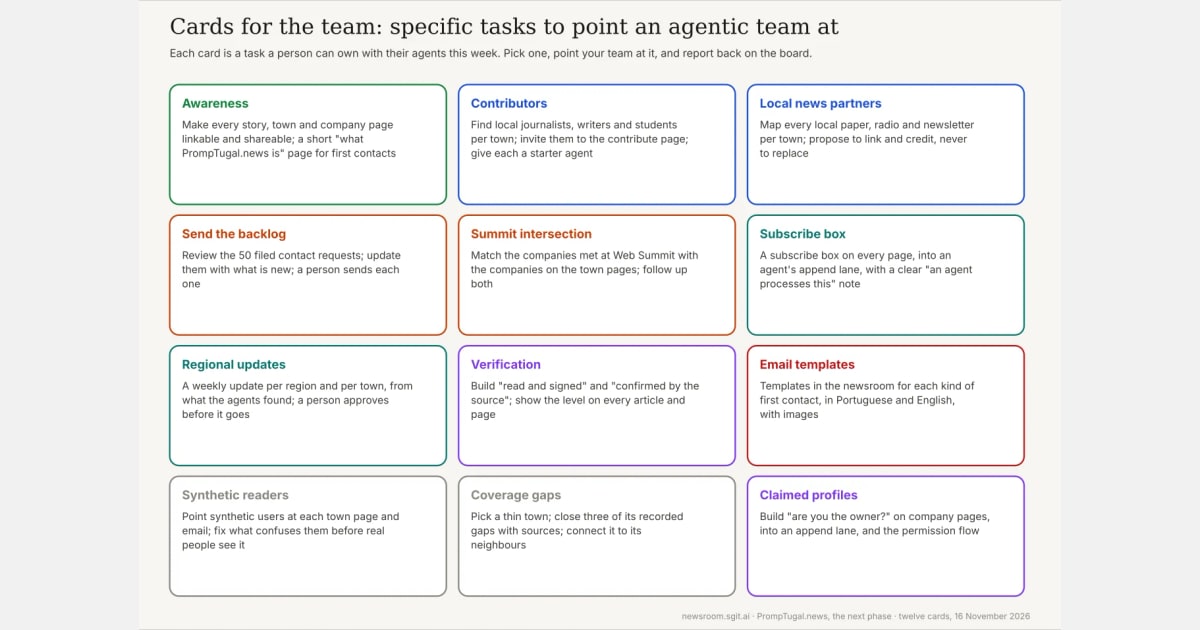 Cards for the team: specific tasks to point an agentic team at
Each card is a task a person can own with their agents this week. Pick one, point your team at it, and report back on the board.
Awareness
Make every story, town and company page
linkable and shareable; a short "what
PrompTugal.news is" page for first contacts
Contributors
Find local journalists, writers and students
per town; invite them to the contribute page;
give each a starter agent
Local news partners
Map every local paper, radio and newsletter
per town; propose to link and credit, never
to replace
Send the backlog
Review the 50 filed contact requests; update
them with what is new; a person sends each
one
Summit intersection
Match the companies met at Web Summit with
the companies on the town pages; follow up
both
Subscribe box
A subscribe box on every page, into an
agent's append lane, with a clear "an agent
processes this" note
Regional updates
A weekly update per region and per town, from
what the agents found; a person approves
before it goes
Verification
Build "read and signed" and "confirmed by the
source"; show the level on every article and
page
Email templates
Templates in the newsroom for each kind of
first contact, in Portuguese and English,
with images
Synthetic readers
Point synthetic users at each town page and
email; fix what confuses them before real
people see it
Coverage gaps
Pick a thin town; close three of its recorded
gaps with sources; connect it to its
neighbours
Claimed profiles
Build "are you the owner?" on company pages,
into an append lane, and the permission flow
newsroom.sgit.ai · PrompTugal.news, the next phase · twelve cards, 16 November 2026